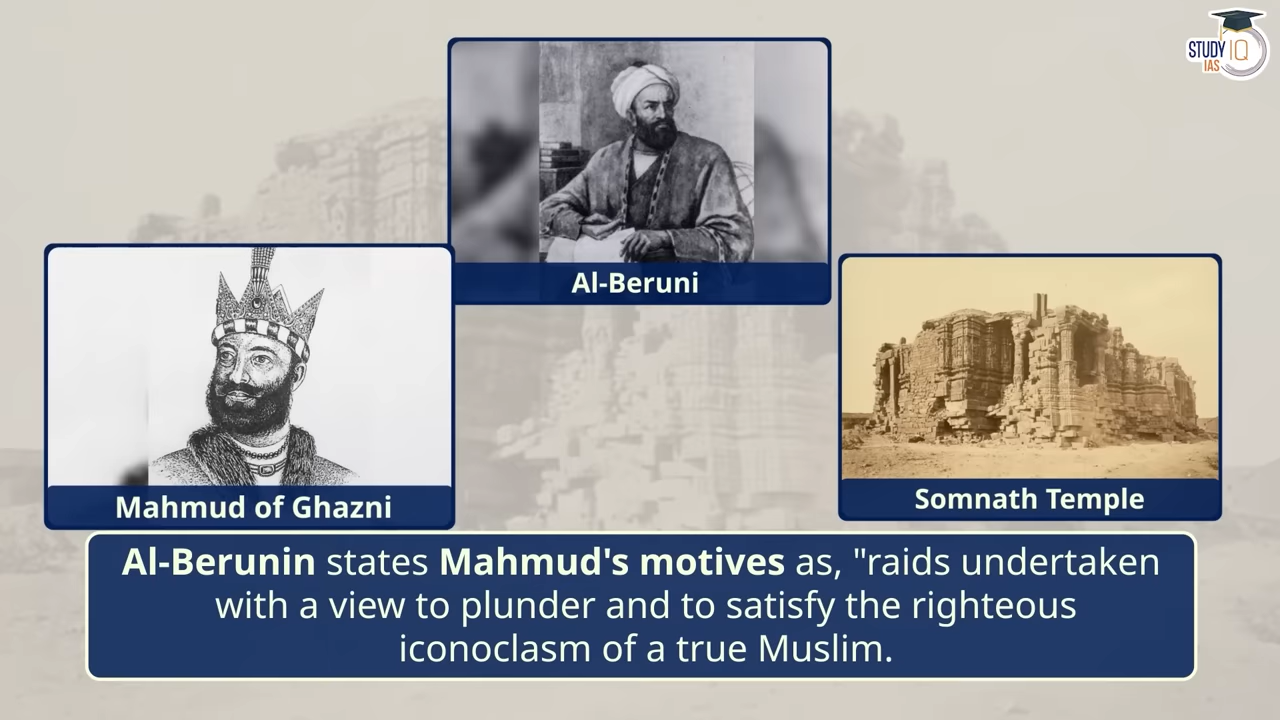 STUDY IQ
IAS
Al-Beruni
Mahmud of Ghazni
Somnath Temple
Al-Berunin states Mahmud's motives as, "raids undertaken
with a view to plunder and to satisfy the righteous
iconoclasm of a true Muslim.